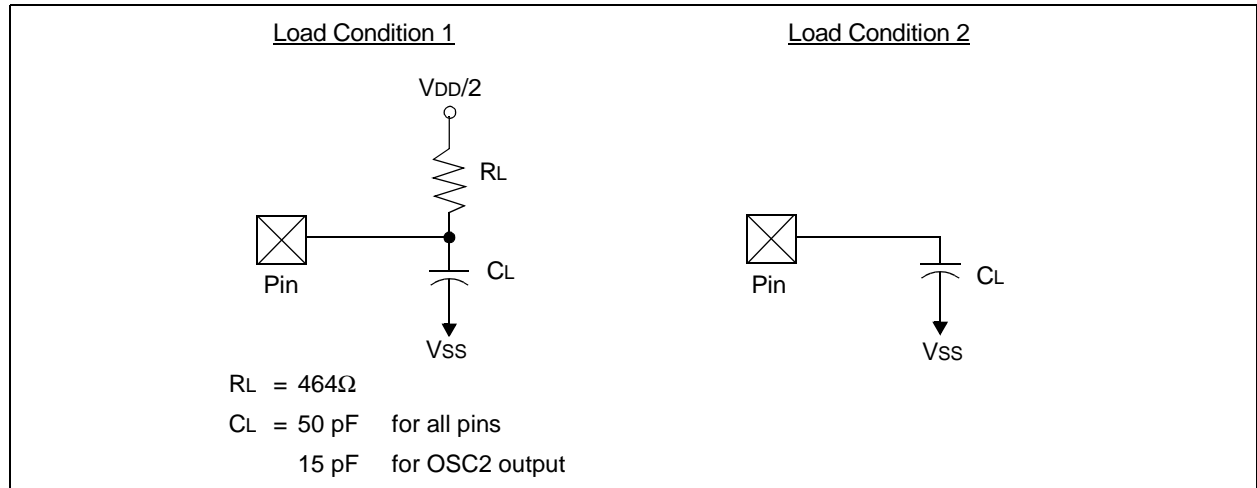 Load Condition 1
VDD/2
RL
CL
Pin
VSS
Load Condition 2
Pin
CL
VSS
RL = 464Ω
CL = 50 pF for all pins
15 pF for OSC2 output